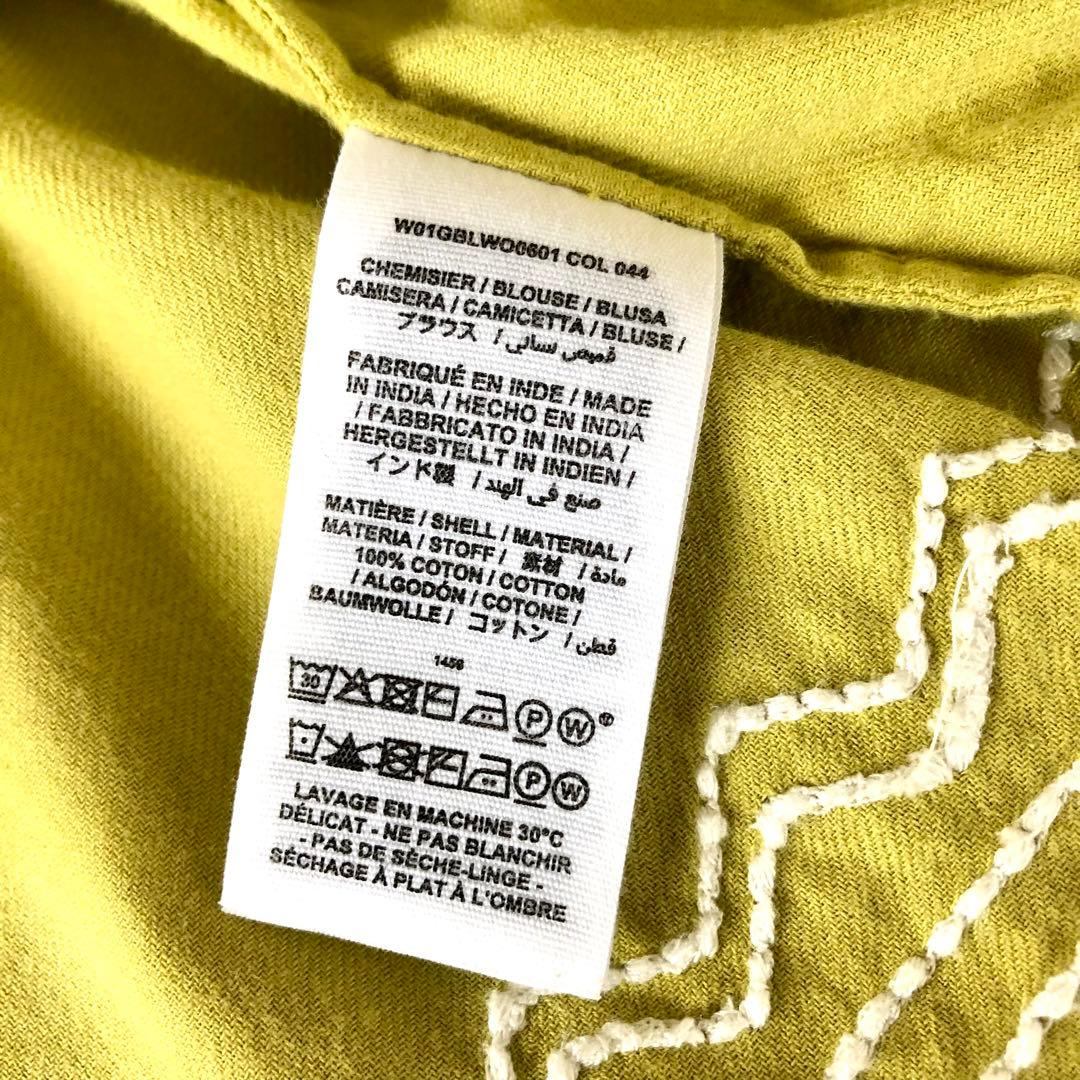 W01GBLWO0601 COL 044
CHEMISIER / BLOUSE / BLUSA
CAMISERA / CAMICETTA / BLUSE /
ブラウス / قميص نسائي /
FABRIQUÉ EN INDE / MADE
IN INDIA / HECHO EN INDIA
/ FABBRICATO IN INDIA /
HERGESTELLT IN INDIEN /
インド製 / صنع في الهند /
MATIÈRE / SHELL / MATERIAL /
MATERIA / STOFF / 素材 / مادة /
100% COTON / COTTON
/ ALGODÓN / COTONE /
BAUMWOLLE / コットン / قطن /
1456
30 P W
P W
LAVAGE EN MACHINE 30°C
DÉLICAT - NE PAS BLANCHIR
- PAS DE SÈCHE-LINGE -
SÉCHAGE À PLAT À L'OMBRE